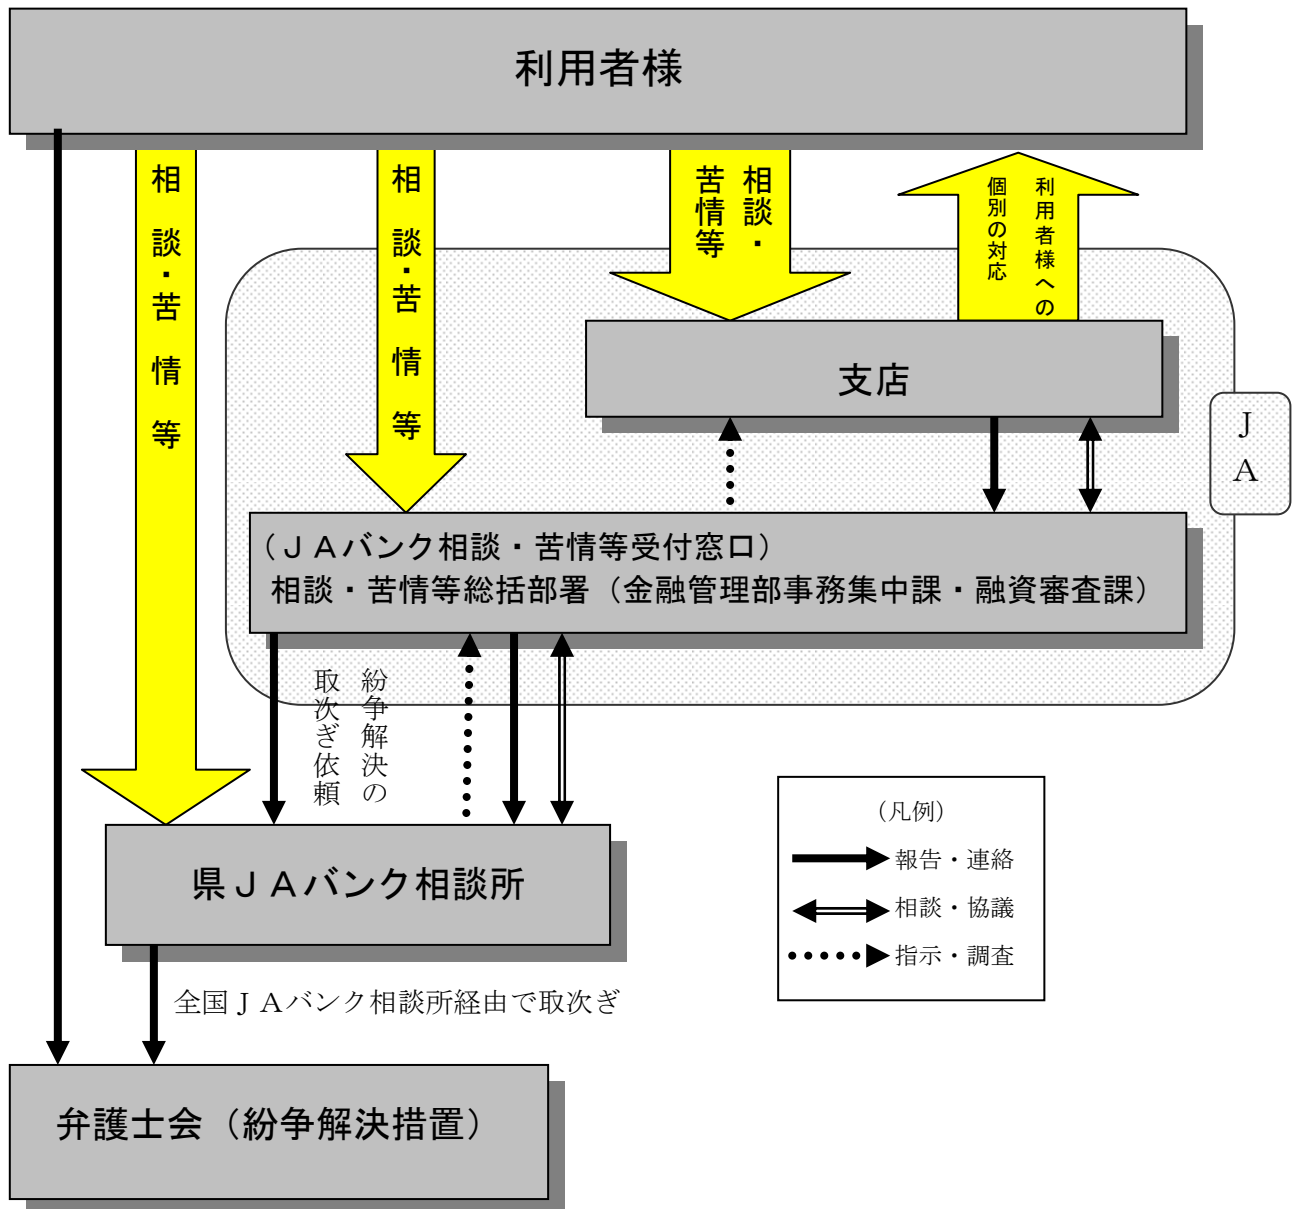 利用者様
相談・苦情等
相談・苦情等
相談・
苦情等
利用者様への
個別の対応
支店
ＪＡ
（ＪＡバンク相談・苦情等受付窓口）
相談・苦情等総括部署（金融管理部事務集中課・融資審査課）
紛争解決の
取次ぎ依頼
県ＪＡバンク相談所
全国ＪＡバンク相談所経由で取次ぎ
弁護士会（紛争解決措置）
（凡例）
報告・連絡
相談・協議
指示・調査